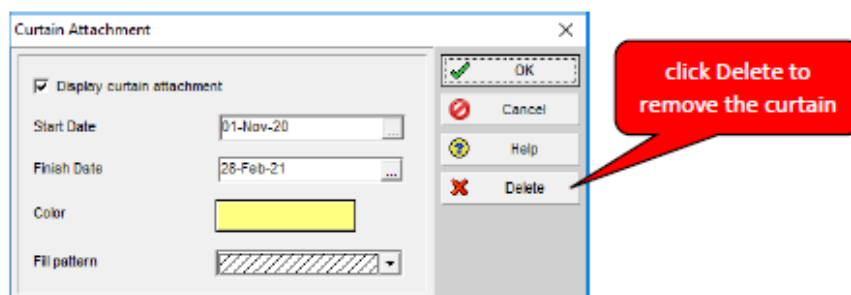 Curtain Attachment
Display curtain attachment
Start Date
01-Nov-20
...
Finish Date
28-Feb-21
...
Color
Fill pattern
OK
Cancel
Help
Delete
click Delete to
remove the curtain